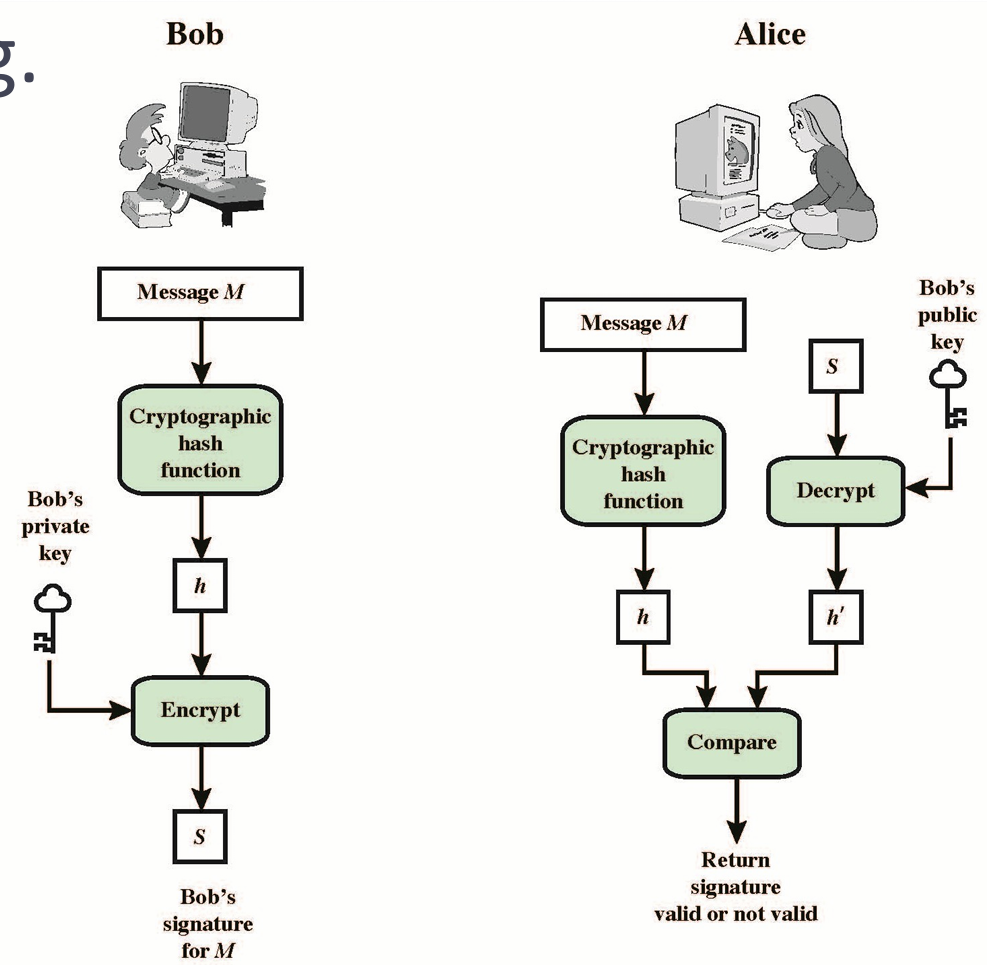 g.
Bob
Message M
Cryptographic
hash
function
Bob's
private
key
h
Encrypt
S
Bob's
signature
for M
Alice
Message M
Cryptographic
hash
function
h
Bob's
public
key
S
Decrypt
h′
Compare
Return
signature
valid or not valid